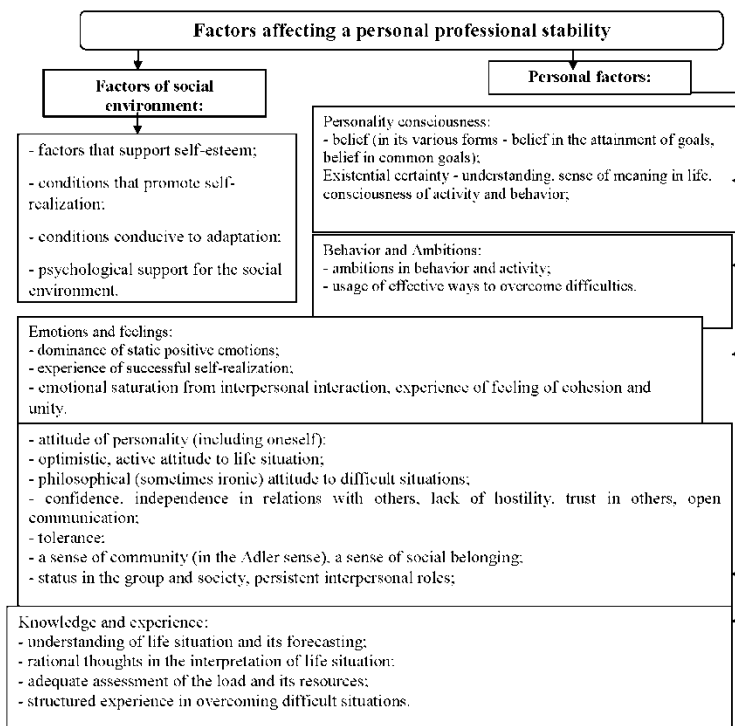 Factors affecting a personal professional stability
Factors of social
environment:
Personal factors:
- factors that support self-esteem;
- conditions that promote self-
realization;
- conditions conducive to adaptation;
- psychological support for the social
environment.
Personality consciousness:
- belief (in its various forms - belief in the attainment of goals,
belief in common goals);
Existential certainty - understanding, sense of meaning in life,
consciousness of activity and behavior;
Behavior and Ambitions:
- ambitions in behavior and activity;
- usage of effective ways to overcome difficulties.
Emotions and feelings:
- dominance of static positive emotions;
- experience of successful self-realization;
- emotional saturation from interpersonal interaction, experience of feeling of cohesion and
unity.
- attitude of personality (including oneself):
- optimistic, active attitude to life situation;
- philosophical (sometimes ironic) attitude to difficult situations;
- confidence, independence in relations with others, lack of hostility, trust in others, open
communication;
- tolerance;
- a sense of community (in the Adler sense), a sense of social belonging;
- status in the group and society, persistent interpersonal roles;
Knowledge and experience:
- understanding of life situation and its forecasting;
- rational thoughts in the interpretation of life situation;
- adequate assessment of the load and its resources;
- structured experience in overcoming difficult situations.